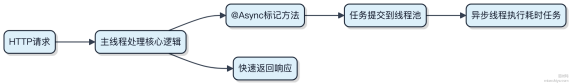 HTTP请求
主线程处理核心逻辑
@Async标记方法
任务提交到线程池
异步线程执行耗时任务
快速返回响应